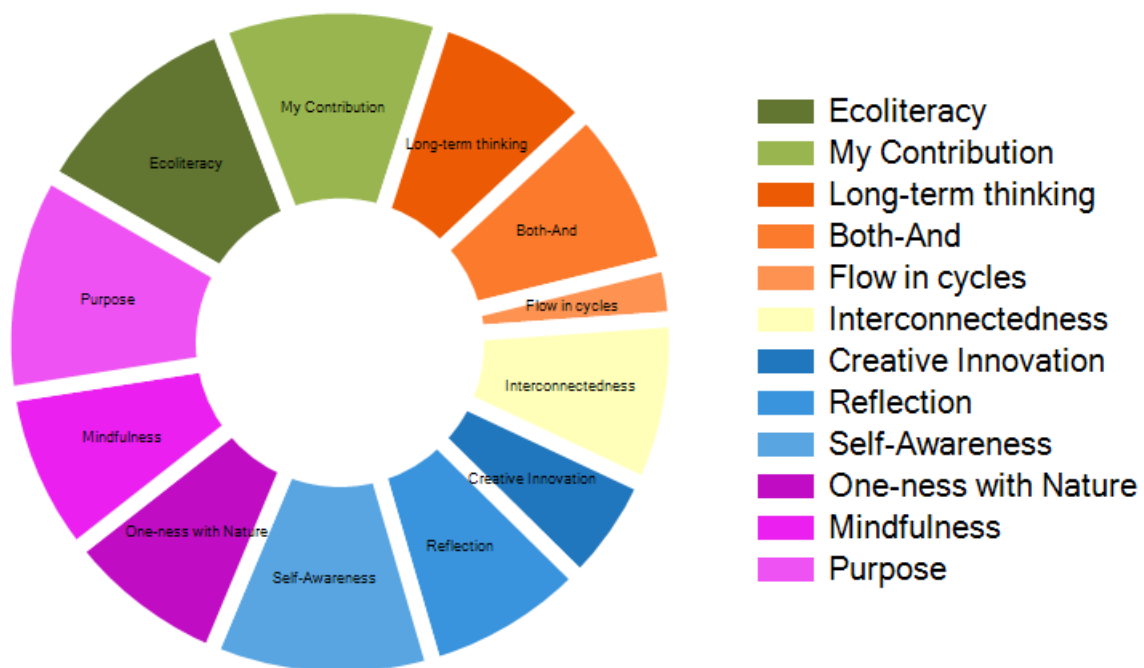 My Contribution
Long-term thinking
Ecoliteracy
Both-And
Purpose
Flow in cycles
Interconnectedness
Mindfulness
Creative Innovation
One-ness with Nature
Reflection
Self-Awareness
Ecoliteracy
My Contribution
Long-term thinking
Both-And
Flow in cycles
Interconnectedness
Creative Innovation
Reflection
Self-Awareness
One-ness with Nature
Mindfulness
Purpose